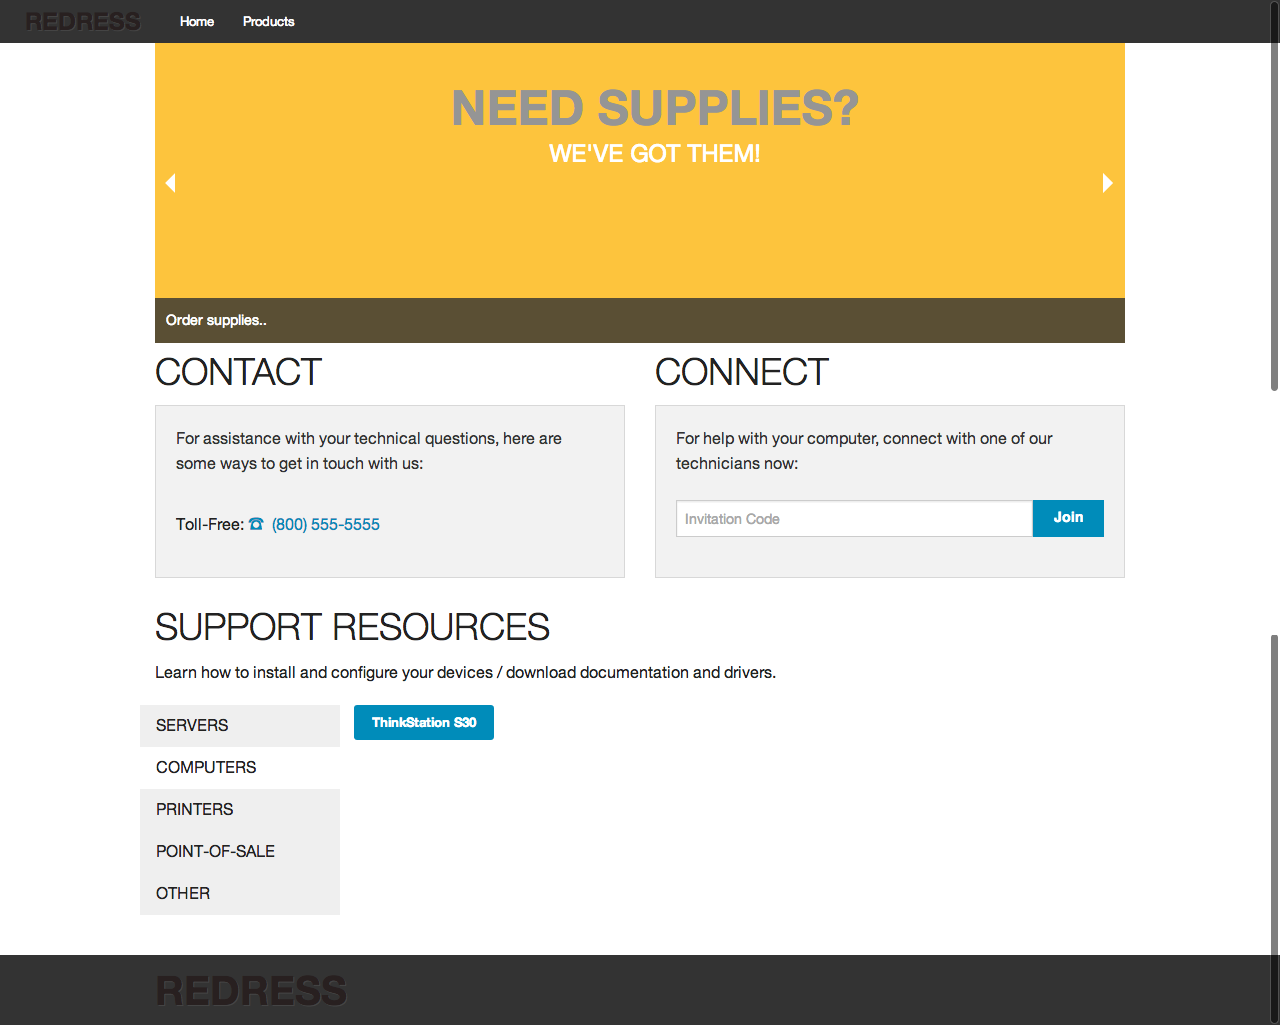 REDRESS Home Products
NEED SUPPLIES?
WE'VE GOT THEM!
Order supplies..
CONTACT
For assistance with your technical questions, here are
some ways to get in touch with us:
Toll-Free: ☎ (800) 555-5555
CONNECT
For help with your computer, connect with one of our
technicians now:
Invitation Code Join
SUPPORT RESOURCES
Learn how to install and configure your devices / download documentation and drivers.
SERVERS
COMPUTERS
PRINTERS
POINT-OF-SALE
OTHER
ThinkStation S30
REDRESS